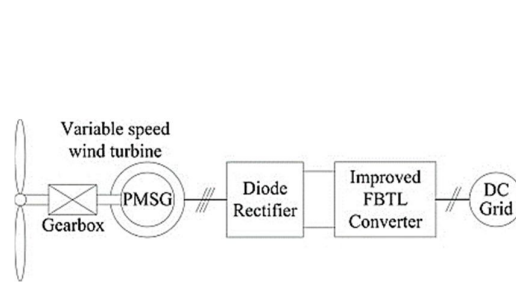 Variable speed
wind turbine
Gearbox
PMSG
Diode
Rectifier
Improved
FBTL
Converter
DC
Grid